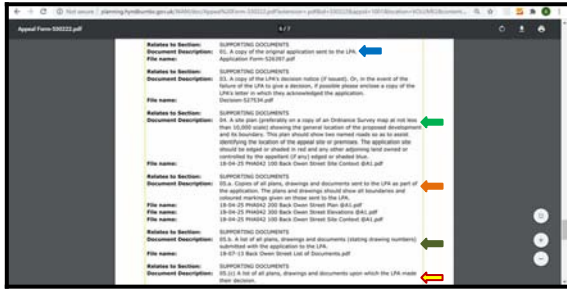 Not secure | planning.hyndburnbc.gov.uk
Appeal Form-530222.pdf
4 / 7
Relates to Section: SUPPORTING DOCUMENTS
Document Description: 01. A copy of the original application sent to the LPA.
File name: Application Form 526397.pdf
Relates to Section: SUPPORTING DOCUMENTS
Document Description: 03. A copy of the LPA's decision notice (if issued). Or, in the event of the
failure of the LPA to give a decision, if possible please enclose a copy of the
LPA's letter in which they acknowledged the application.
File name: Decision-527534.pdf
Relates to Section: SUPPORTING DOCUMENTS
Document Description: 04. A site plan (preferably on a copy of an Ordnance Survey map at not less
than 10,000 scale) showing the general location of the proposed development
and its boundary. This plan should show two named roads so as to assist
identifying the location of the appeal site or premises. The application site
should be edged or shaded in red and any other adjoining land owned or
controlled by the appellant (if any) edged or shaded blue.
File name: 18-04-25 PHA042 100 Back Owen Street Site Context @A1.pdf
Relates to Section: SUPPORTING DOCUMENTS
Document Description: 05.a. Copies of all plans, drawings and documents sent to the LPA as part of
the application. The plans and drawings should show all boundaries and
coloured markings given on those sent to the LPA.
File name: 18-04-25 PHA042 200 Back Owen Street Plan @A1.pdf
File name: 18-04-25 PHA042 300 Back Owen Street Elevations @A1.pdf
File name: 18-04-25 PHA042 100 Back Owen Street Site Context @A1.pdf
Relates to Section: SUPPORTING DOCUMENTS
Document Description: 05.b. A list of all plans, drawings and documents (stating drawing numbers)
submitted with the application to the LPA.
File name: 18-07-13 Back Owen Street List of Documents.pdf
Relates to Section: SUPPORTING DOCUMENTS
Document Description: 05.(c) A list of all plans, drawings and documents upon which the LPA made
their decision.